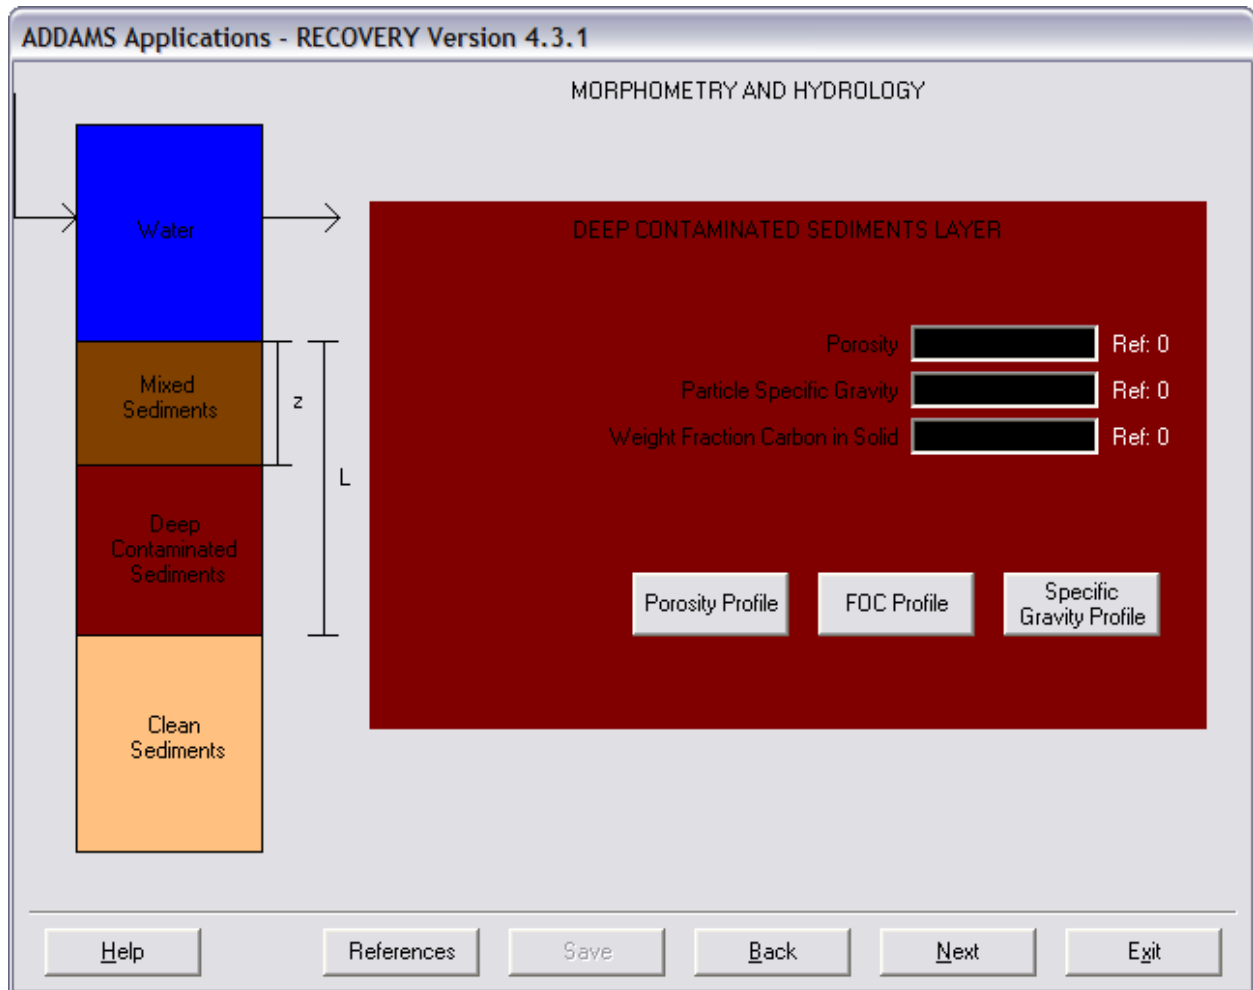 ADDAMS Applications - RECOVERY Version 4.3.1
MORPHOMETRY AND HYDROLOGY
Water
Mixed
Sediments
z
L
Deep
Contaminated
Sediments
Clean
Sediments
DEEP CONTAMINATED SEDIMENTS LAYER
Porosity Ref: 0
Particle Specific Gravity Ref: 0
Weight Fraction Carbon in Solid Ref: 0
Porosity Profile
FOC Profile
Specific
Gravity Profile
Help
References
Save
Back
Next
Exit